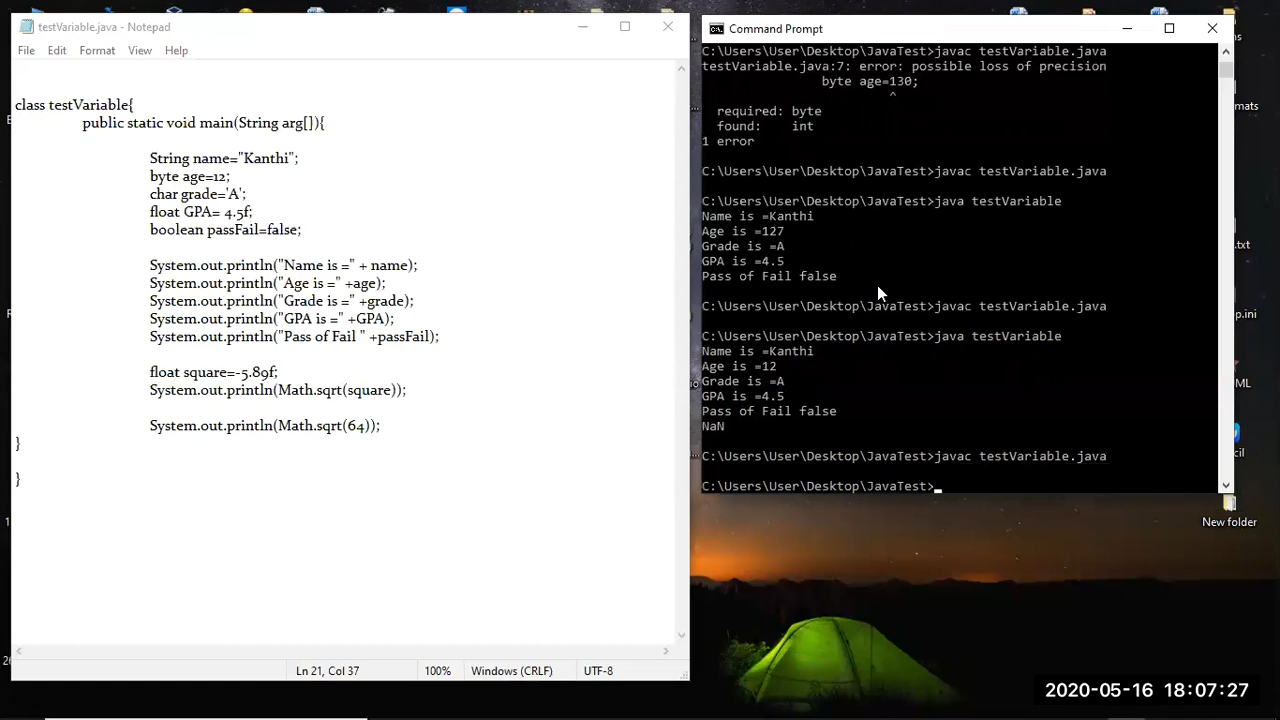 testVariable.java - Notepad
File Edit Format View Help
class testVariable{
public static void main(String arg[]){
String name="Kanthi";
byte age=12;
char grade='A';
float GPA= 4.5f;
boolean passFail=false;
System.out.println("Name is =" + name);
System.out.println("Age is =" +age);
System.out.println("Grade is =" +grade);
System.out.println("GPA is =" +GPA);
System.out.println("Pass of Fail " +passFail);
float square=-5.89f;
System.out.println(Math.sqrt(square));
System.out.println(Math.sqrt(64));
}
}
Ln 21, Col 37 100% Windows (CRLF) UTF-8
Command Prompt
C:\Users\User\Desktop\JavaTest>javac testVariable.java
testVariable.java:7: error: possible loss of precision
byte age=130;
^
required: byte
found: int
1 error
C:\Users\User\Desktop\JavaTest>javac testVariable.java
C:\Users\User\Desktop\JavaTest>java testVariable
Name is =Kanthi
Age is =127
Grade is =A
GPA is =4.5
Pass of Fail false
C:\Users\User\Desktop\JavaTest>javac testVariable.java
C:\Users\User\Desktop\JavaTest>java testVariable
Name is =Kanthi
Age is =12
Grade is =A
GPA is =4.5
Pass of Fail false
NaN
C:\Users\User\Desktop\JavaTest>javac testVariable.java
C:\Users\User\Desktop\JavaTest>
New folder
2020-05-16 18:07:27